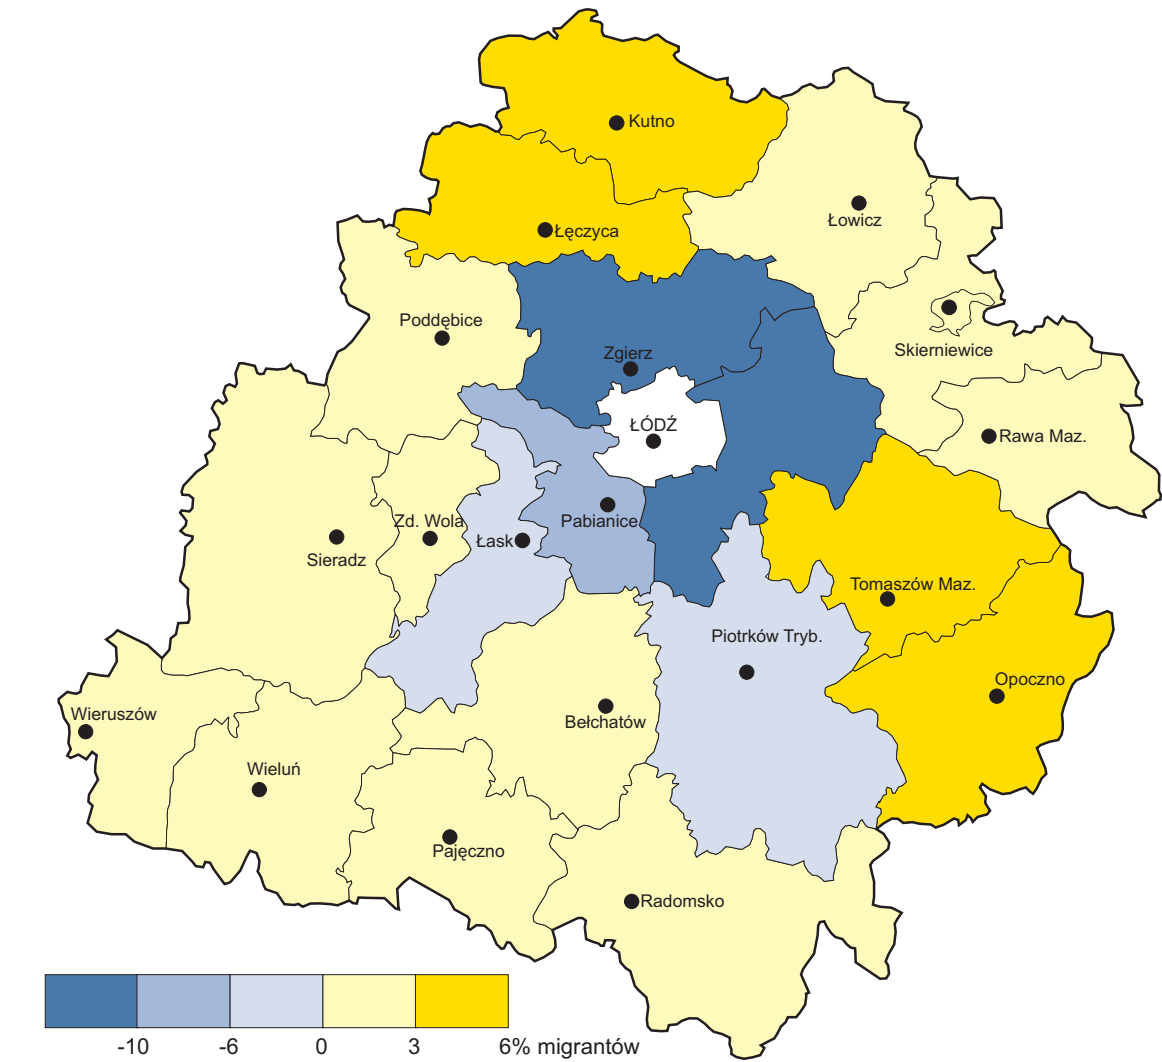 Kutno
Łowicz
Łęczyca
Poddębice
Skierniewice
Zgierz
ŁÓDŹ
Rawa Maz.
Zd. Wola
Pabianice
Łask
Sieradz
Tomaszów Maz.
Piotrków Tryb.
Opoczno
Wieruszów
Bełchatów
Wieluń
Pajęczno
Radomsko
-10 -6 0 3 6% migrantów